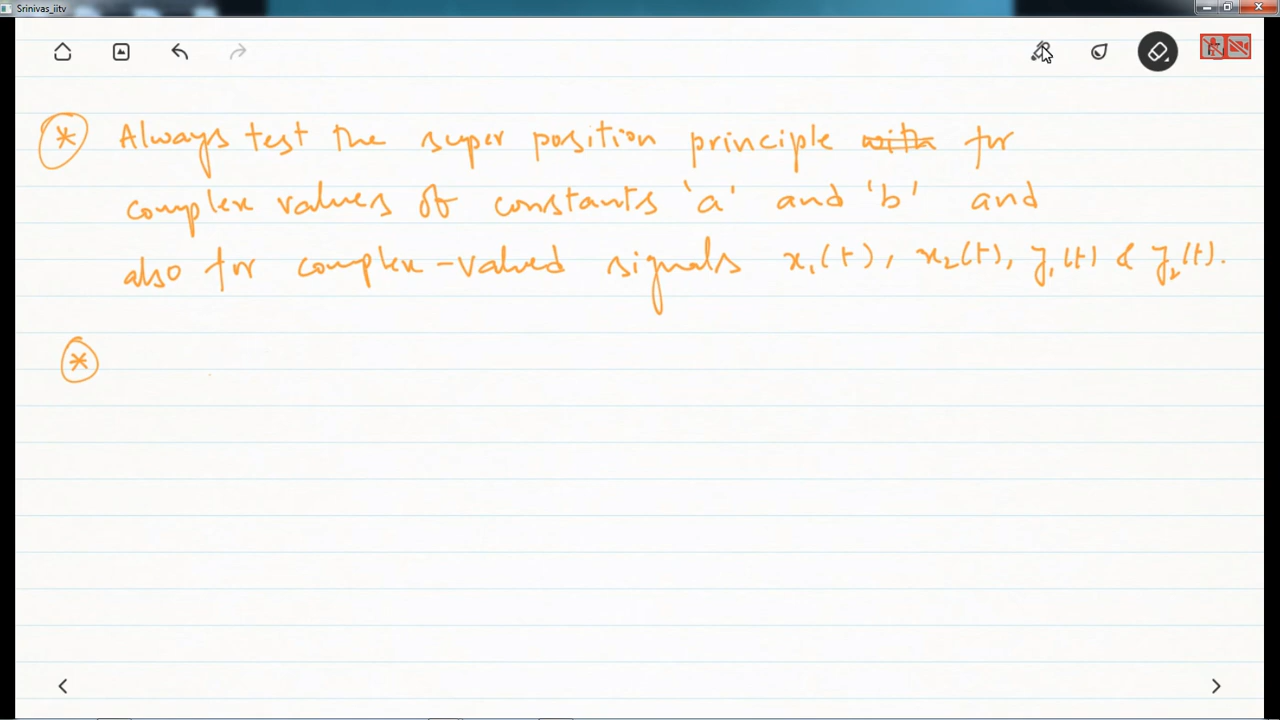 Srinivas_iitv
* Always test the super position principle with for
complex values of constants 'a' and 'b' and
also for complex-valued signals x₁(t), x₂(t), y₁(t) & y₂(t).
*